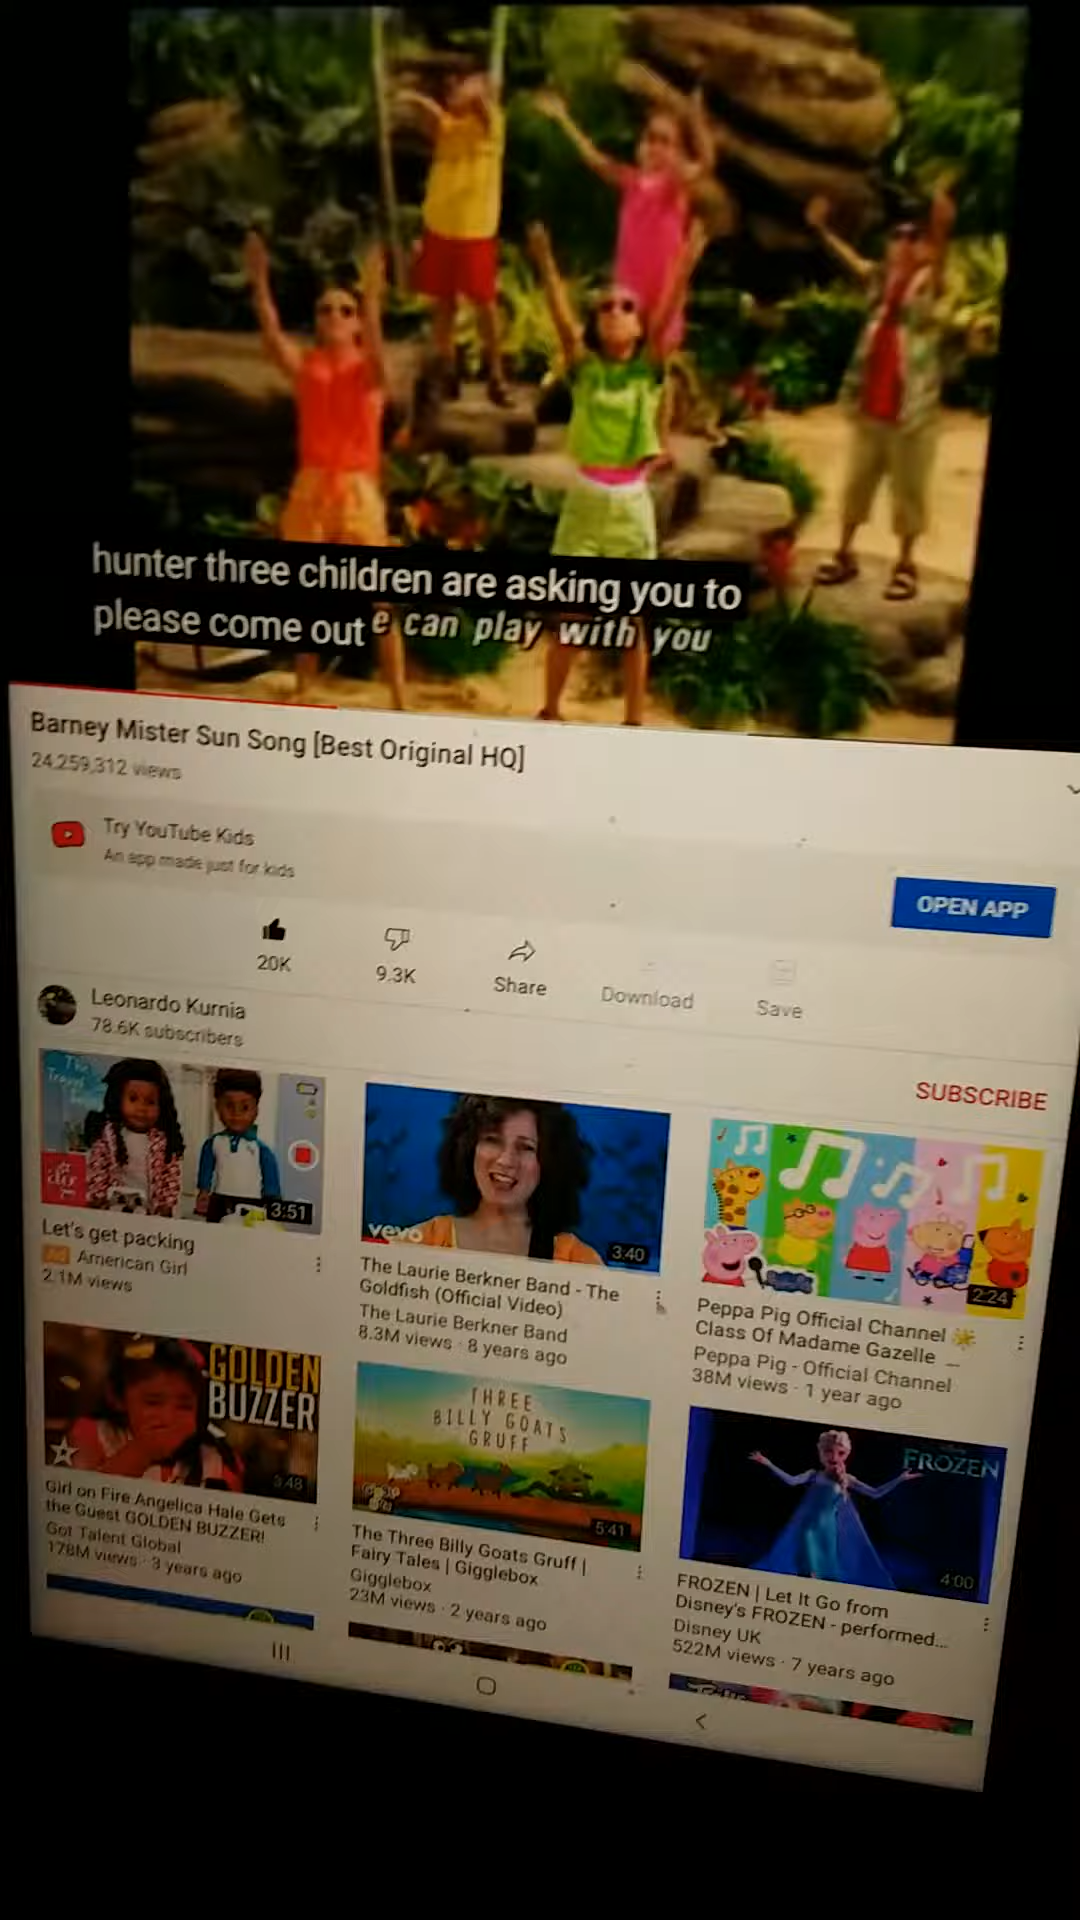 hunter three children are asking you to
please come out e can play with you
Barney Mister Sun Song [Best Original HQ]
24,259,312 views
Try YouTube Kids
An app made just for kids
OPEN APP
20K
9.3K
Share
Download
Save
Leonardo Kurnia
78.6K subscribers
SUBSCRIBE
The
Travel
3:51
Let's get packing
Ad American Girl
2.1M views
vevo
3:40
The Laurie Berkner Band - The
Goldfish (Official Video)
The Laurie Berkner Band
8.3M views · 8 years ago
2:24
Peppa Pig Official Channel 🌟
Class Of Madame Gazelle ...
Peppa Pig - Official Channel
38M views · 1 year ago
GOLDEN
BUZZER
3:48
Girl on Fire Angelica Hale Gets
the Guest GOLDEN BUZZER!
Got Talent Global
178M views · 3 years ago
THREE
BILLY GOATS
GRUFF
5:41
The Three Billy Goats Gruff |
Fairy Tales | Gigglebox
Gigglebox
23M views · 2 years ago
FROZEN
4:00
FROZEN | Let It Go from
Disney's FROZEN - performed...
Disney UK
522M views · 7 years ago